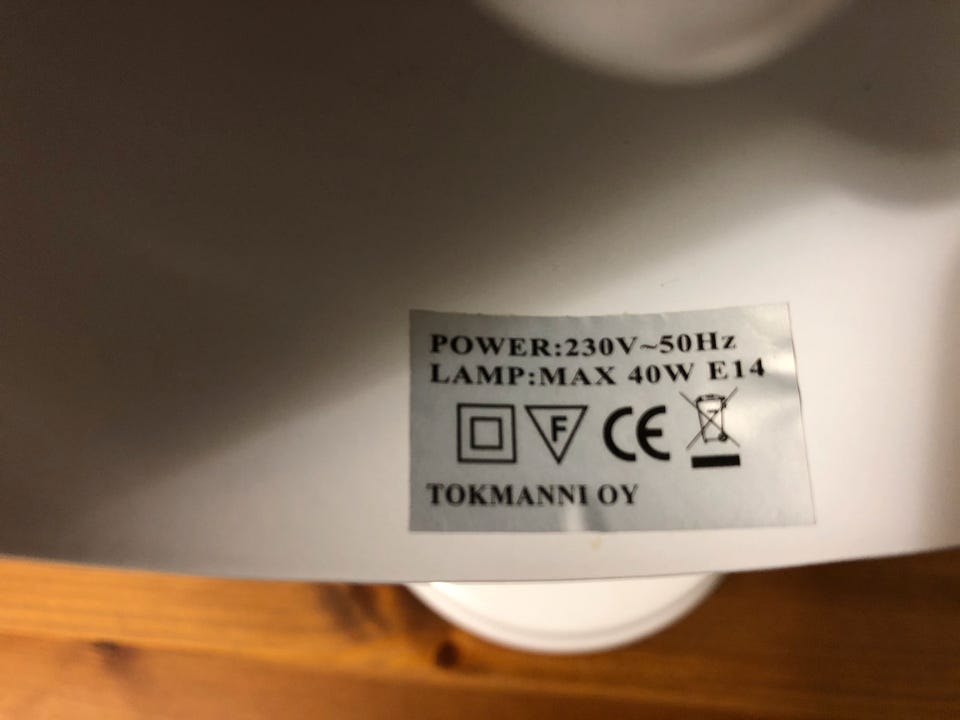 POWER:230V~50Hz
LAMP:MAX 40W E14
F CE
TOKMANNI OY